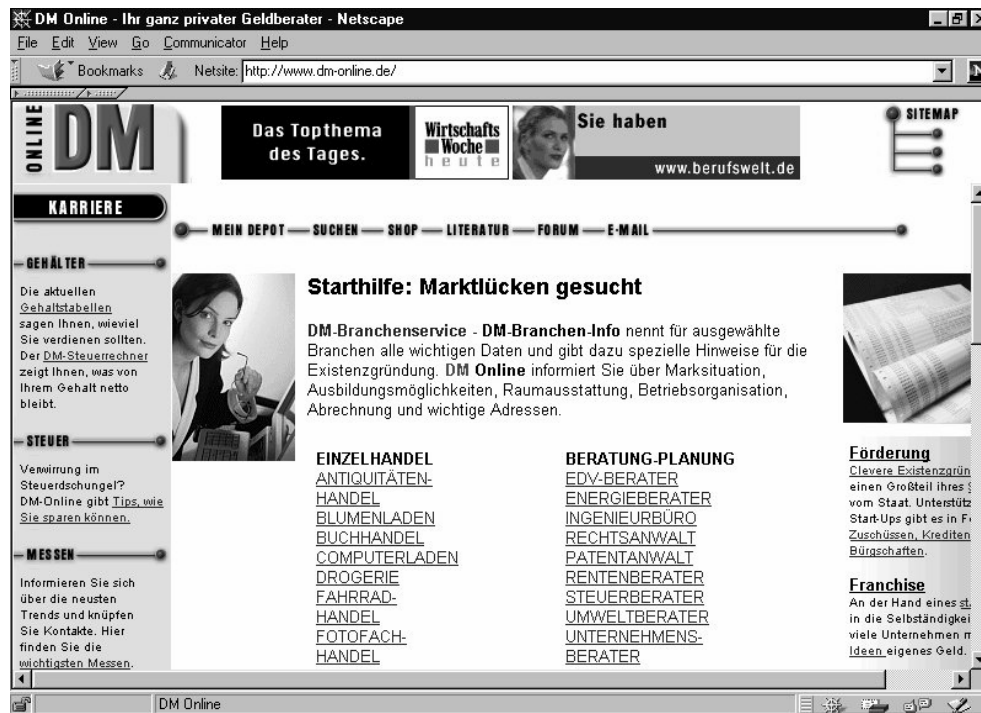 DM Online - Ihr ganz privater Geldberater - Netscape
File Edit View Go Communicator Help
Bookmarks Netsite: http://www.dm-online.de/
ONLINE DM
Das Topthema
des Tages.
Wirtschafts
Woche
heute
Sie haben
www.berufswelt.de
SITEMAP
KARRIERE
MEIN DEPOT SUCHEN SHOP LITERATUR FORUM E-MAIL
GEHÄLTER
Die aktuellen
Gehaltstabellen
sagen Ihnen, wieviel
Sie verdienen sollten.
Der DM-Steuerrechner
zeigt Ihnen, was von
Ihrem Gehalt netto
bleibt.
STEUER
Verwirrung im
Steuerdschungel?
DM-Online gibt Tips, wie
Sie sparen können.
MESSEN
Informieren Sie sich
über die neusten
Trends und knüpfen
Sie Kontakte. Hier
finden Sie die
wichtigsten Messen.
Starthilfe: Marktlücken gesucht
DM-Branchenservice - DM-Branchen-Info nennt für ausgewählte
Branchen alle wichtigen Daten und gibt dazu spezielle Hinweise für die
Existenzgründung. DM Online informiert Sie über Marksituation,
Ausbildungsmöglichkeiten, Raumausstattung, Betriebsorganisation,
Abrechnung und wichtige Adressen.
EINZELHANDEL
ANTIQUITÄTEN-
HANDEL
BLUMENLADEN
BUCHHANDEL
COMPUTERLADEN
DROGERIE
FAHRRAD-
HANDEL
FOTOFACH-
HANDEL
BERATUNG-PLANUNG
EDV-BERATER
ENERGIEBERATER
INGENIEURBÜRO
RECHTSANWALT
PATENTANWALT
RENTENBERATER
STEUERBERATER
UMWELTBERATER
UNTERNEHMENS-
BERATER
Förderung
Clevere Existenzgrün
einen Großteil ihres
vom Staat. Unterstütz
Start-Ups gibt es in F
Zuschüssen, Krediten
Bürgschaften.
Franchise
An der Hand eines
in die Selbständigkei
viele Unternehmen
Ideen eigenes Geld.
DM Online